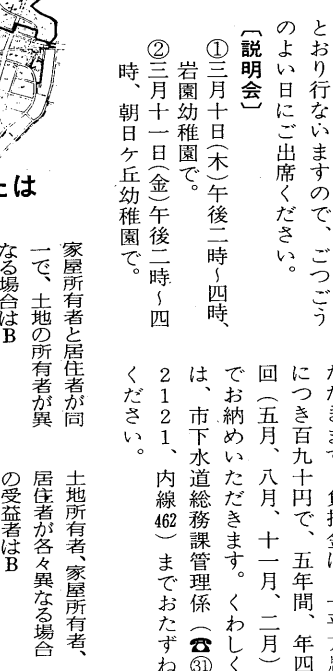 とおり行ないますので、ごつごう
のよい日にご出席ください。
〔説明会〕
①三月十日(木)午後二時〜四時、
岩園幼稚園で。
②三月十一日(金)午後二時〜四
時、朝日ケ丘幼稚園で。
につき百九十円で、五年間、年四
回(五月、八月、十一月、二月)
でお納めいただきます。くわしく
は、市下水道総務課管理係(☎㉛
2121、内線462)までおたずね
ください。
とは
家屋所有者と居住者が同
一で、土地の所有者が異
なる場合はB
土地所有者、家屋所有者、
居住者が各々異なる場合
の受益者はB